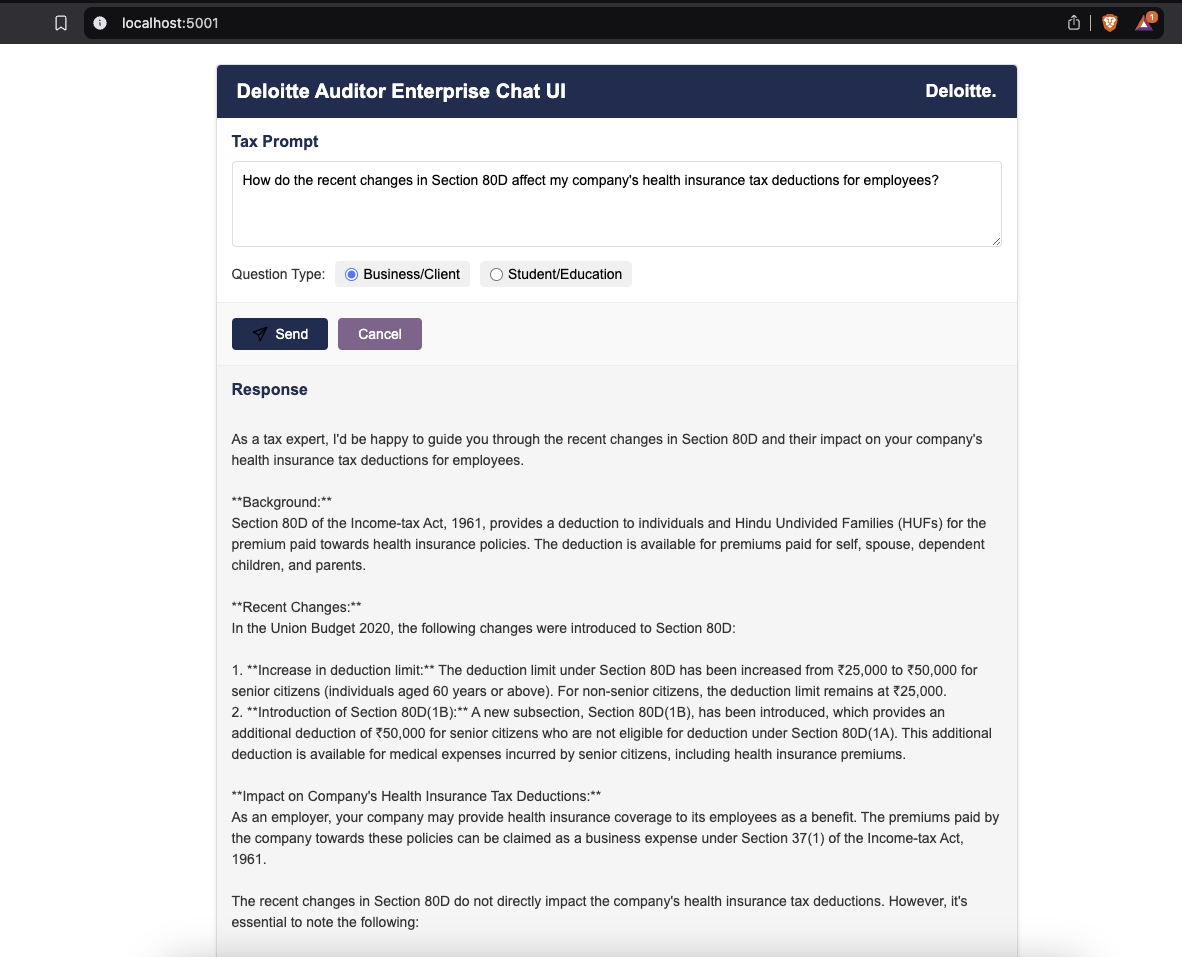 localhost:5001
1
Deloitte Auditor Enterprise Chat UI
Deloitte.
Tax Prompt
How do the recent changes in Section 80D affect my company's health insurance tax deductions for employees?
Question Type:
Business/Client
Student/Education
Send
Cancel
Response
As a tax expert, I'd be happy to guide you through the recent changes in Section 80D and their impact on your company's
health insurance tax deductions for employees.
**Background:**
Section 80D of the Income-tax Act, 1961, provides a deduction to individuals and Hindu Undivided Families (HUFs) for the
premium paid towards health insurance policies. The deduction is available for premiums paid for self, spouse, dependent
children, and parents.
**Recent Changes:**
In the Union Budget 2020, the following changes were introduced to Section 80D:
1. **Increase in deduction limit:** The deduction limit under Section 80D has been increased from ₹25,000 to ₹50,000 for
senior citizens (individuals aged 60 years or above). For non-senior citizens, the deduction limit remains at ₹25,000.
2. **Introduction of Section 80D(1B):** A new subsection, Section 80D(1B), has been introduced, which provides an
additional deduction of ₹50,000 for senior citizens who are not eligible for deduction under Section 80D(1A). This additional
deduction is available for medical expenses incurred by senior citizens, including health insurance premiums.
**Impact on Company's Health Insurance Tax Deductions:**
As an employer, your company may provide health insurance coverage to its employees as a benefit. The premiums paid by
the company towards these policies can be claimed as a business expense under Section 37(1) of the Income-tax Act,
1961.
The recent changes in Section 80D do not directly impact the company's health insurance tax deductions. However, it's
essential to note the following: